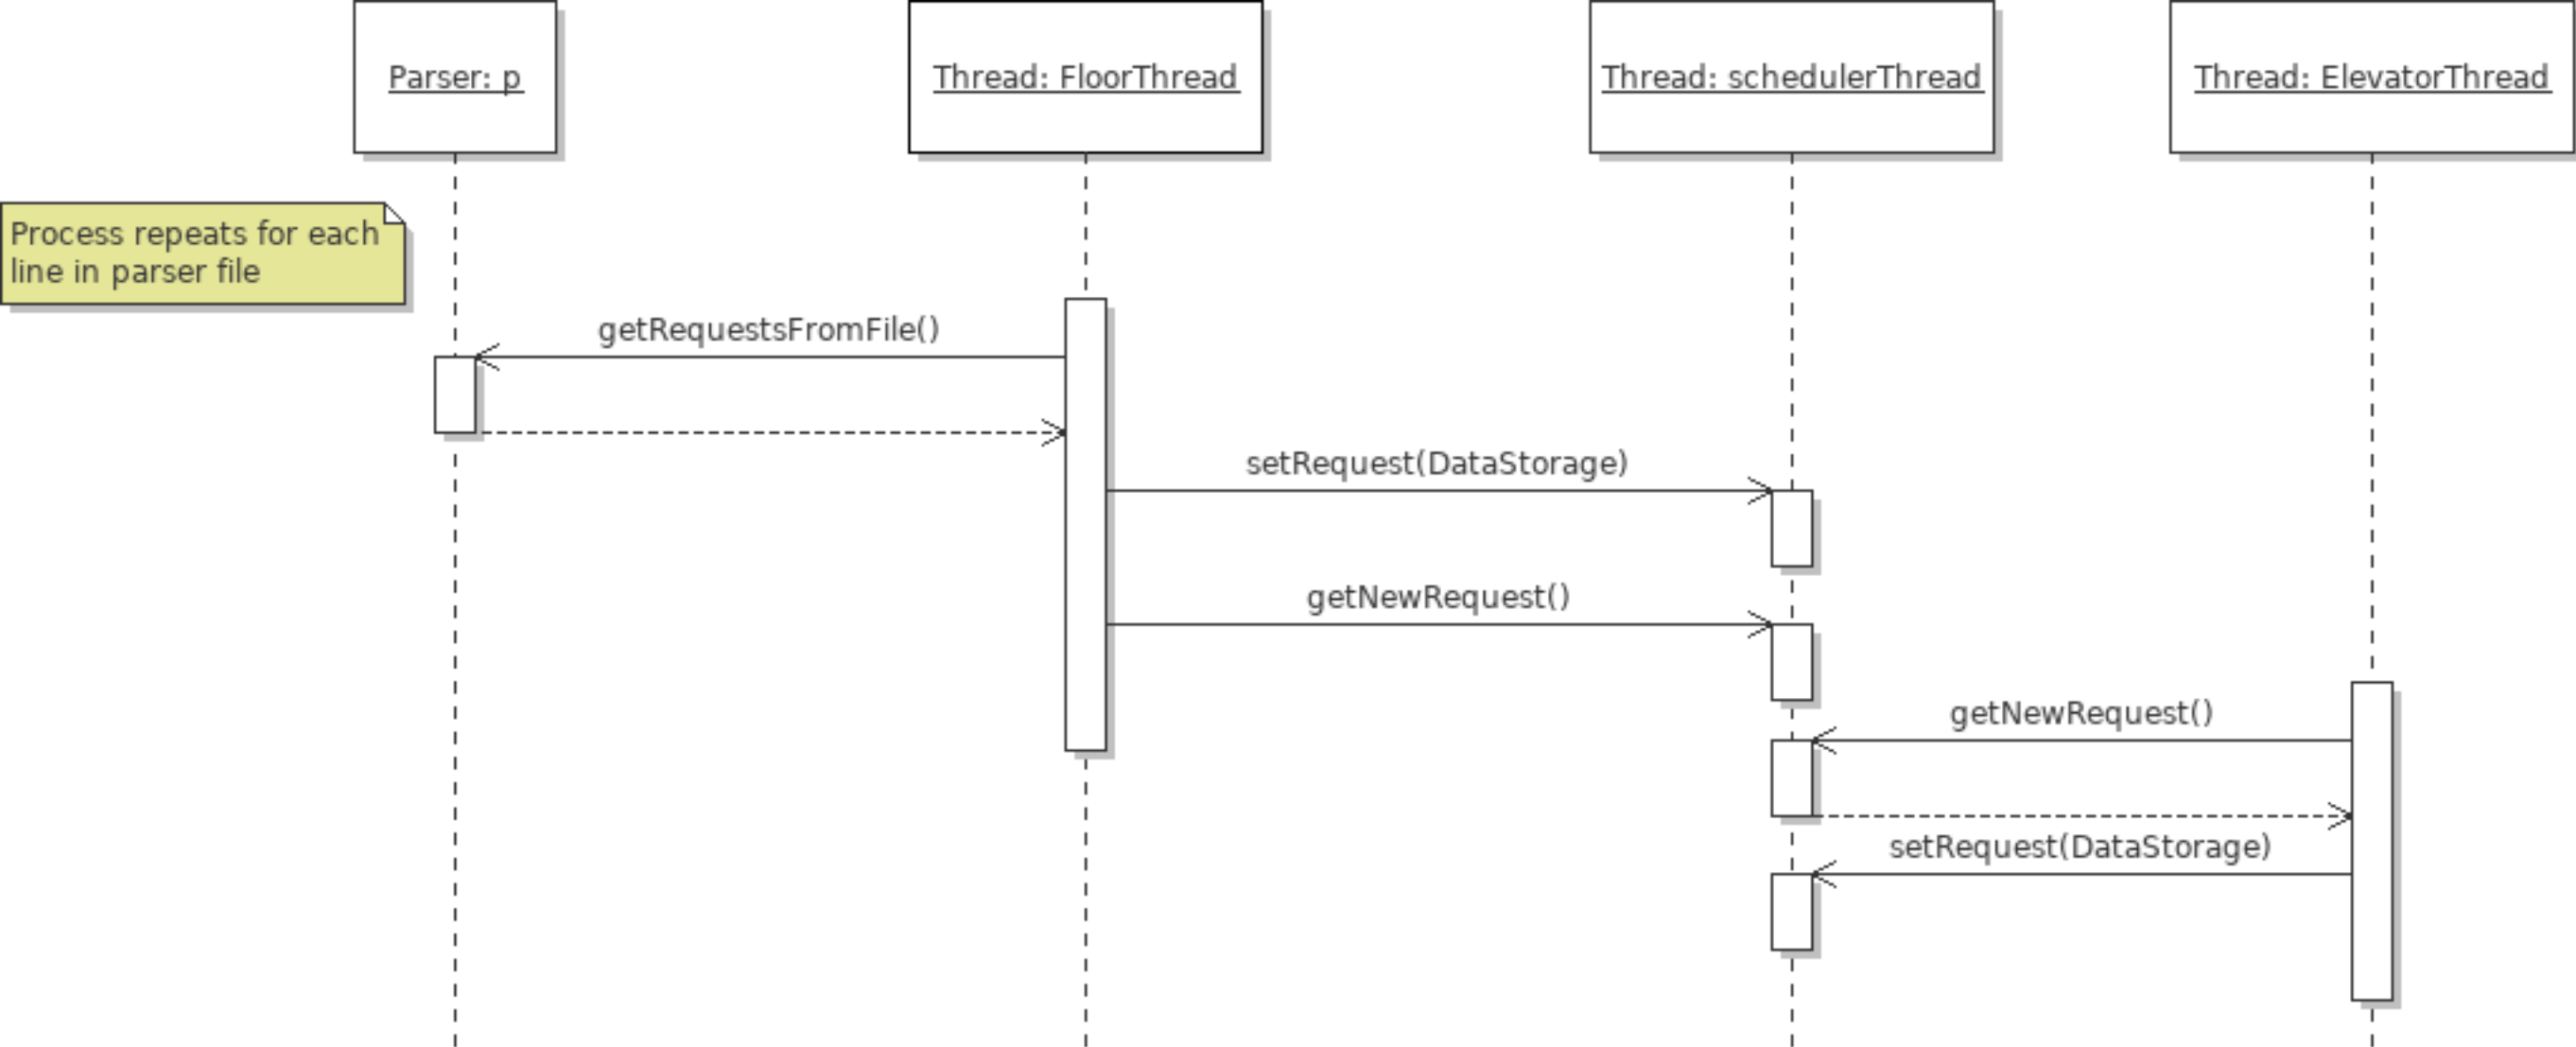 Parser: p
Thread: FloorThread
Thread: schedulerThread
Thread: ElevatorThread
Process repeats for each
line in parser file
getRequestsFromFile()
setRequest(DataStorage)
getNewRequest()
getNewRequest()
setRequest(DataStorage)